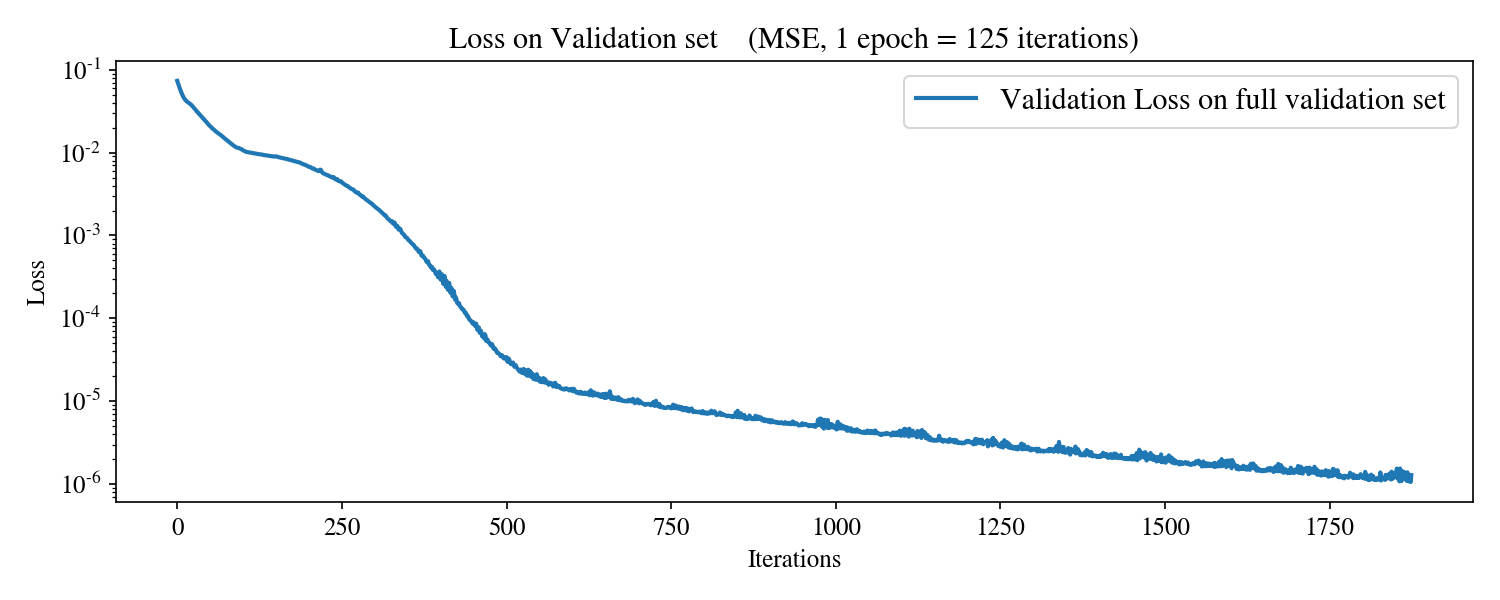 Loss on Validation set (MSE, 1 epoch = 125 iterations)
Validation Loss on full validation set
Loss
10-1
10-2
10-3
10-4
10-5
10-6
0 250 500 750 1000 1250 1500 1750
Iterations